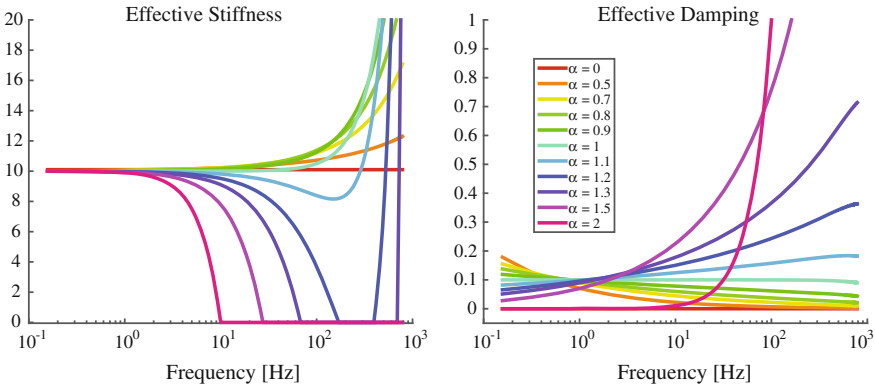 Effective Stiffness
20
18
16
14
12
10
8
6
4
2
0
10⁻¹ 10⁰ 10¹ 10² 10³
Frequency [Hz]
Effective Damping
1
0.9
0.8
0.7
0.6
0.5
0.4
0.3
0.2
0.1
0
α = 0
α = 0.5
α = 0.7
α = 0.8
α = 0.9
α = 1
α = 1.1
α = 1.2
α = 1.3
α = 1.5
α = 2
10⁻¹ 10⁰ 10¹ 10² 10³
Frequency [Hz]